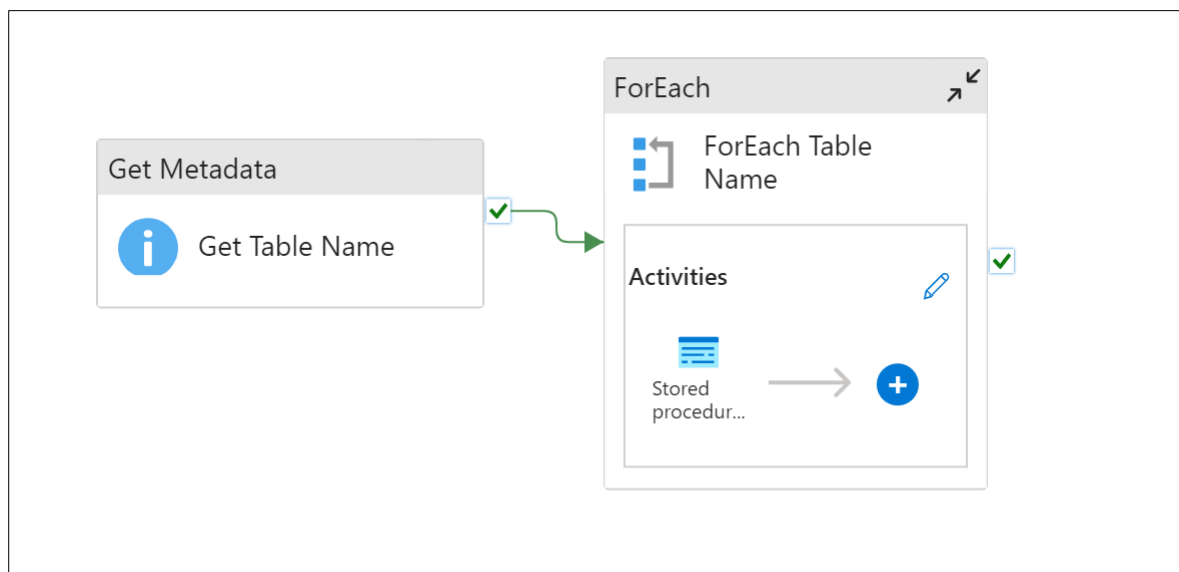 Get Metadata
Get Table Name
ForEach
ForEach Table
Name
Activities
Stored
procedur...